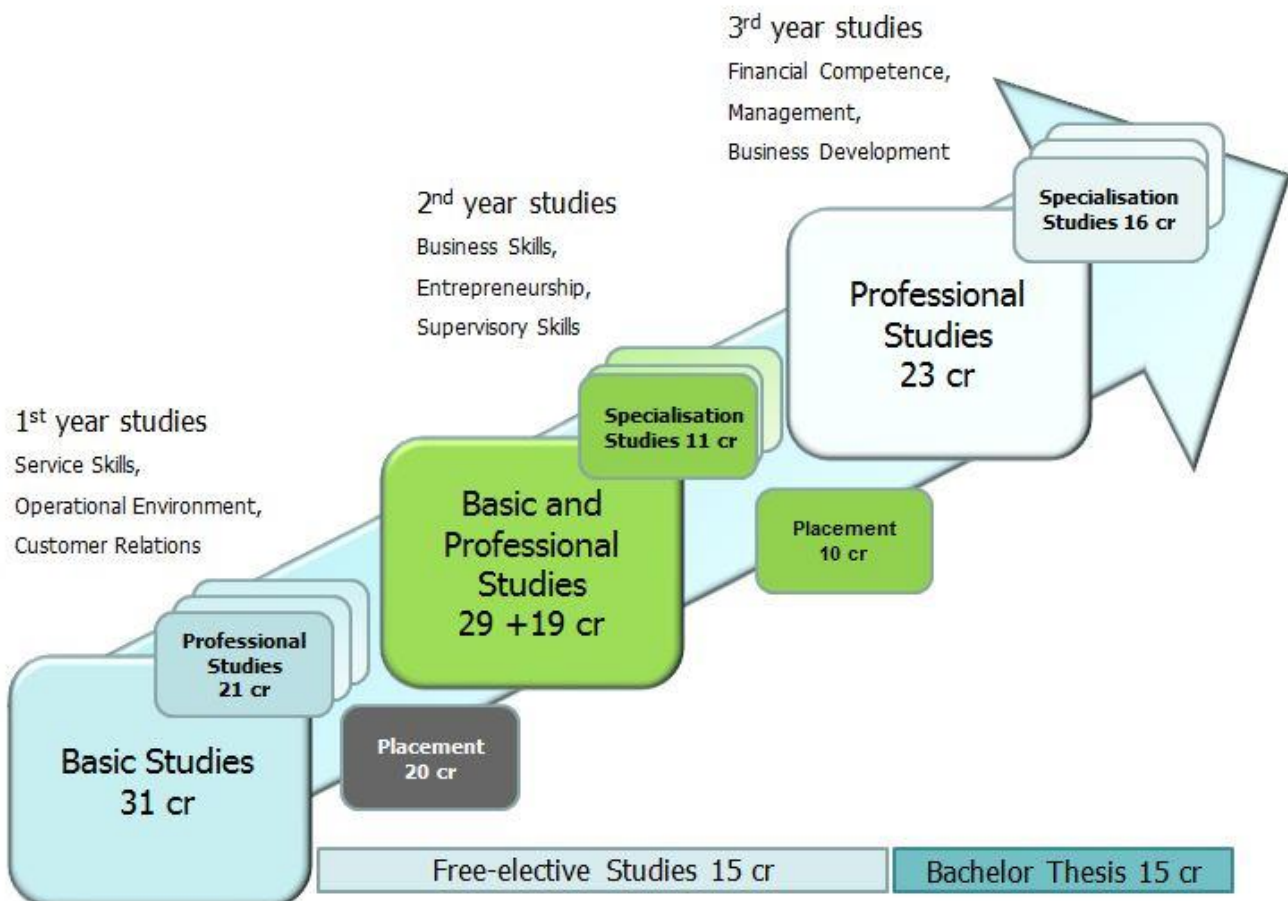 3rd year studies
Financial Competence,
Management,
Business Development
Specialisation
Studies 16 cr
2nd year studies
Business Skills,
Entrepreneurship,
Supervisory Skills
Professional
Studies
23 cr
Specialisation
Studies 11 cr
1st year studies
Service Skills,
Operational Environment,
Customer Relations
Basic and
Professional
Studies
29 +19 cr
Placement
10 cr
Professional
Studies
21 cr
Basic Studies
31 cr
Placement
20 cr
Free-elective Studies 15 cr
Bachelor Thesis 15 cr